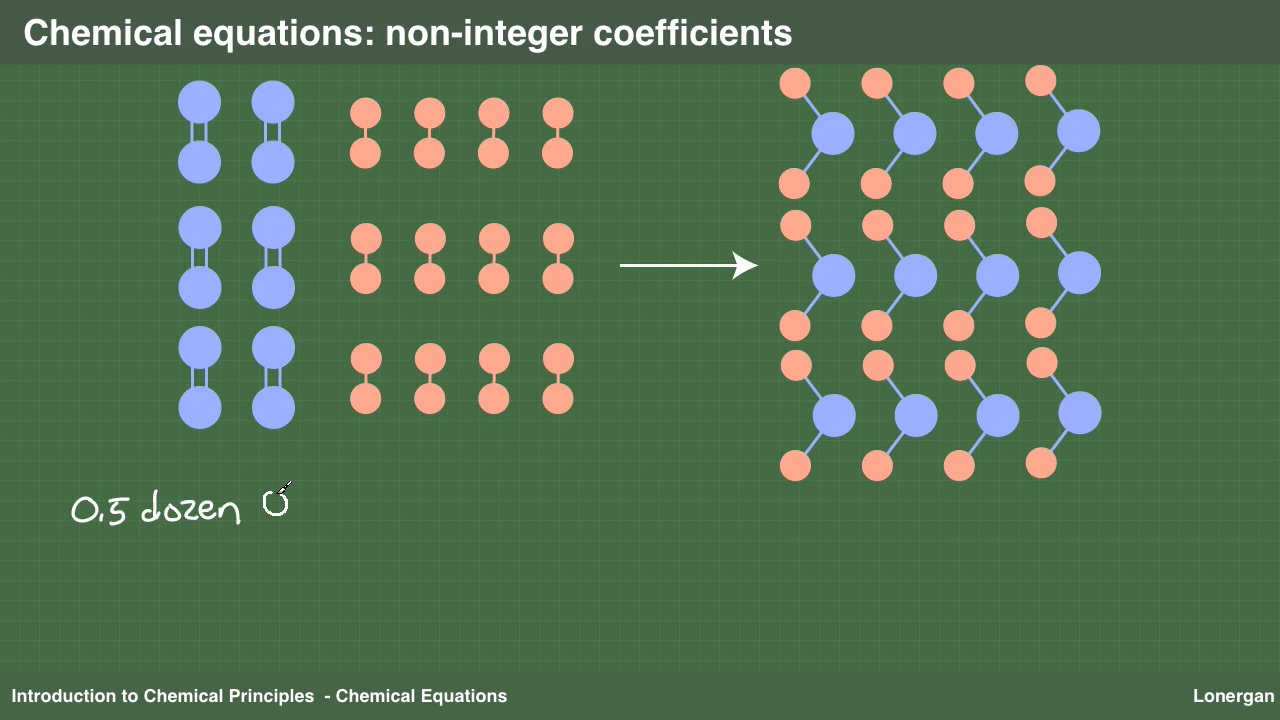 Chemical equations: non-integer coefficients
0.5 dozen O
Introduction to Chemical Principles - Chemical Equations
Lonergan